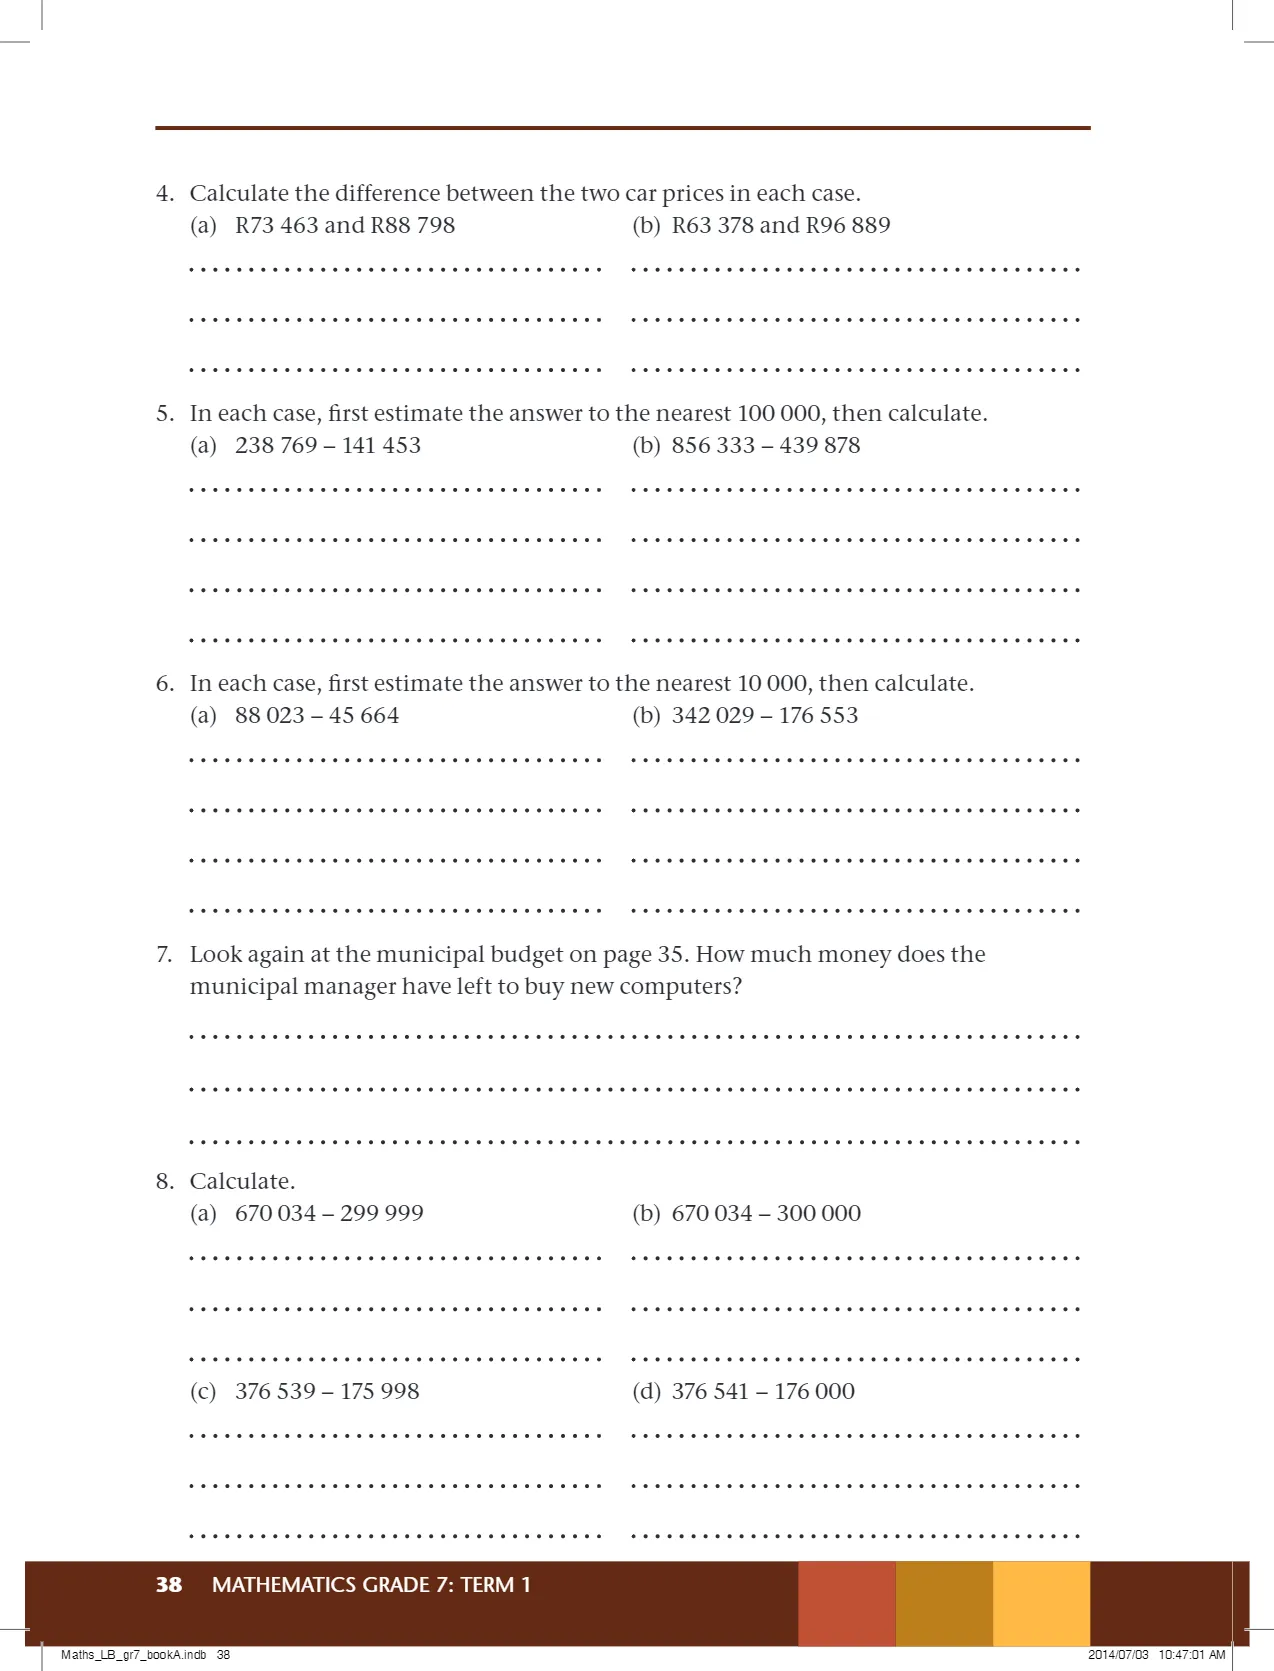 4. Calculate the difference between the two car prices in each case.
(a) R73 463 and R88 798 (b) R63 378 and R96 889
5. In each case, first estimate the answer to the nearest 100 000, then calculate.
(a) 238 769 – 141 453 (b) 856 333 – 439 878
6. In each case, first estimate the answer to the nearest 10 000, then calculate.
(a) 88 023 – 45 664 (b) 342 029 – 176 553
7. Look again at the municipal budget on page 35. How much money does the
municipal manager have left to buy new computers?
8. Calculate.
(a) 670 034 – 299 999 (b) 670 034 – 300 000
(c) 376 539 – 175 998 (d) 376 541 – 176 000
38 MATHEMATICS GRADE 7: TERM 1
Maths_LB_gr7_bookA.indb 38 2014/07/03 10:47:01 AM